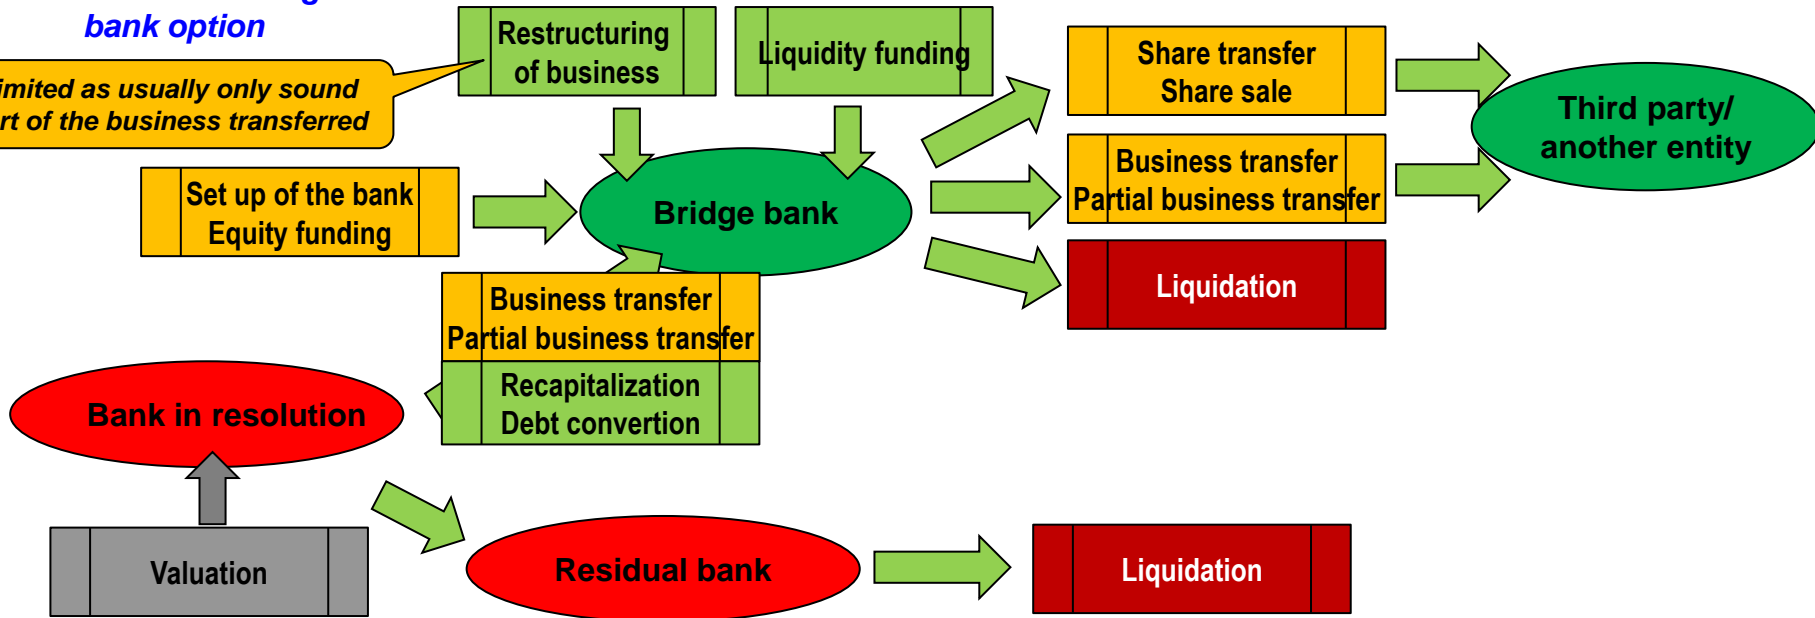 bank option
Restructuring
of business
Liquidity funding
Share transfer
Share sale
Third party/
another entity
imited as usually only sound
rt of the business transferred
Business transfer
Partial business transfer
Set up of the bank
Equity funding
Bridge bank
Liquidation
Business transfer
Partial business transfer
Recapitalization
Debt convertion
Bank in resolution
Valuation
Residual bank
Liquidation